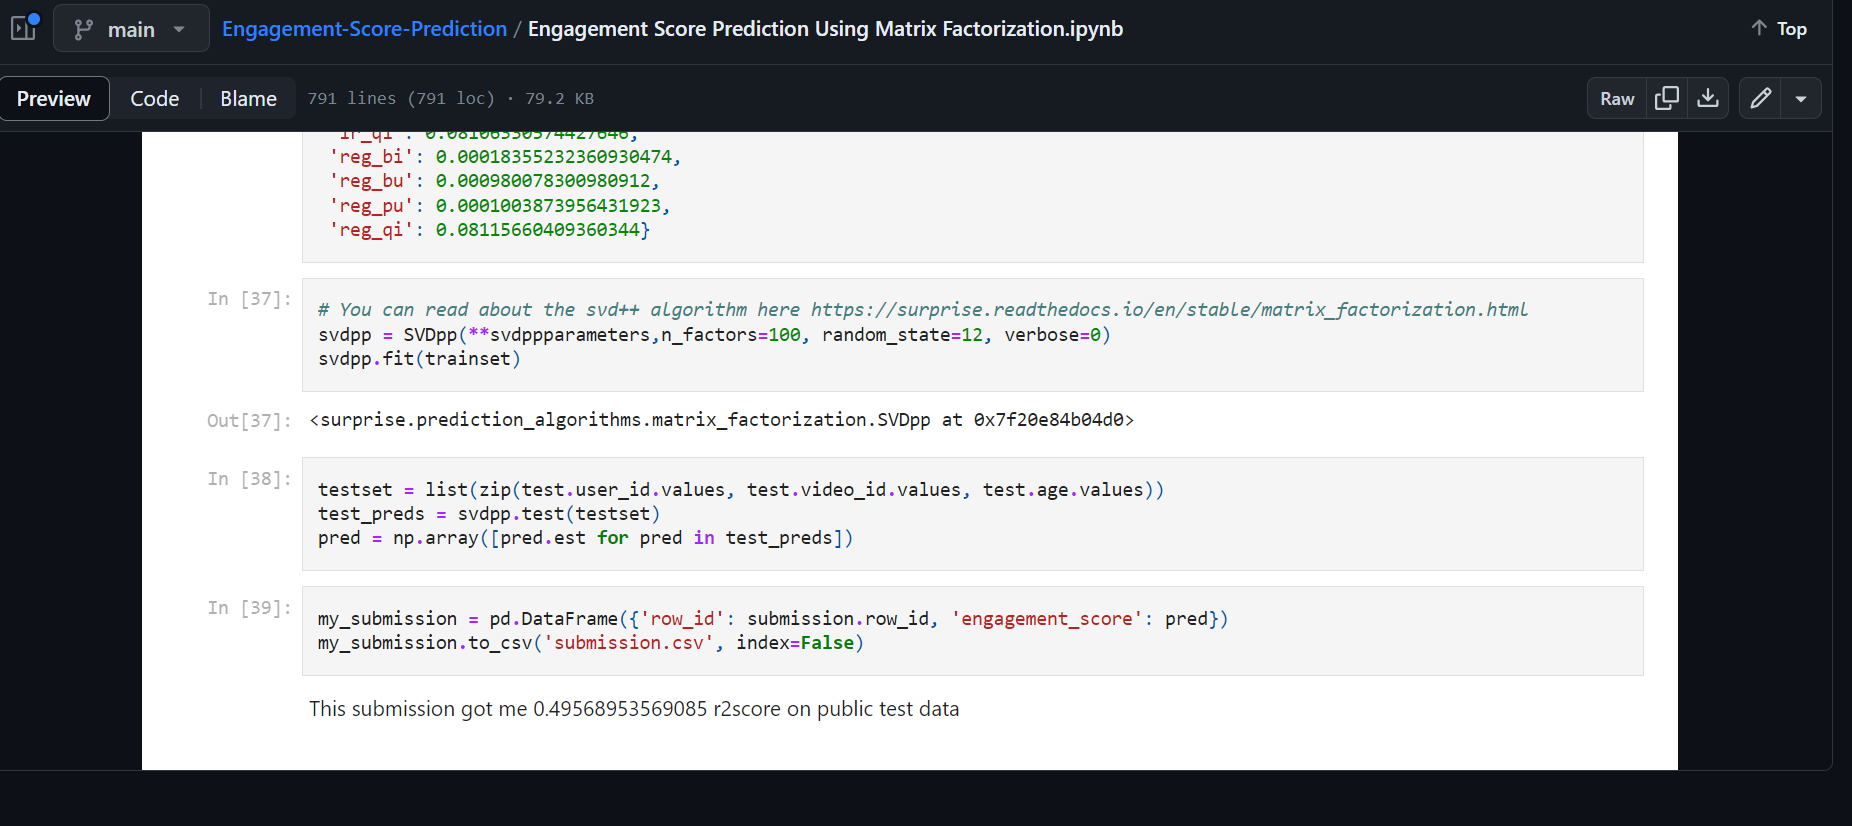 main
Engagement-Score-Prediction / Engagement Score Prediction Using Matrix Factorization.ipynb
Top
Preview
Code
Blame
791 lines (791 loc) · 79.2 KB
Raw
'reg_bi': 0.00018355232360930474,
'reg_bu': 0.000980078300980912,
'reg_pu': 0.0001003873956431923,
'reg_qi': 0.08115660409360344}
In [37]:
# You can read about the svd++ algorithm here https://surprise.readthedocs.io/en/stable/matrix_factorization.html
svdpp = SVDpp(**svdppparameters,n_factors=100, random_state=12, verbose=0)
svdpp.fit(trainset)
Out[37]:
<surprise.prediction_algorithms.matrix_factorization.SVDpp at 0x7f20e84b04d0>
In [38]:
testset = list(zip(test.user_id.values, test.video_id.values, test.age.values))
test_preds = svdpp.test(testset)
pred = np.array([pred.est for pred in test_preds])
In [39]:
my_submission = pd.DataFrame({'row_id': submission.row_id, 'engagement_score': pred})
my_submission.to_csv('submission.csv', index=False)
This submission got me 0.49568953569085 r2score on public test data